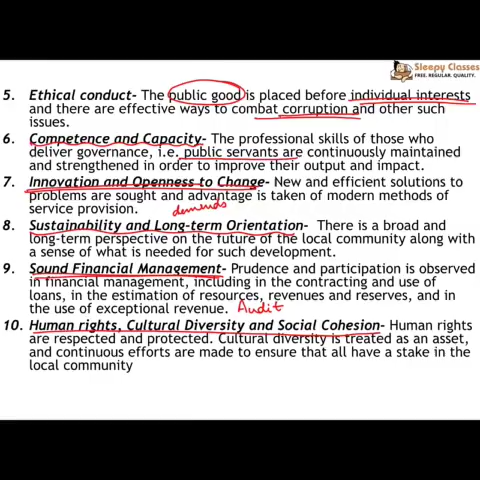 Sleepy Classes
FREE. REGULAR. QUALITY.
5. Ethical conduct- The public good is placed before individual interests
and there are effective ways to combat corruption and other such
issues.
6. Competence and Capacity- The professional skills of those who
deliver governance, i.e. public servants are continuously maintained
and strengthened in order to improve their output and impact.
7. Innovation and Openness to Change- New and efficient solutions to
problems are sought and advantage is taken of modern methods of
service provision.
demands
8. Sustainability and Long-term Orientation- There is a broad and
long-term perspective on the future of the local community along with
a sense of what is needed for such development.
9. Sound Financial Management- Prudence and participation is observed
in financial management, including in the contracting and use of
loans, in the estimation of resources, revenues and reserves, and in
the use of exceptional revenue. Audit
10. Human rights, Cultural Diversity and Social Cohesion- Human rights
are respected and protected. Cultural diversity is treated as an asset,
and continuous efforts are made to ensure that all have a stake in the
local community